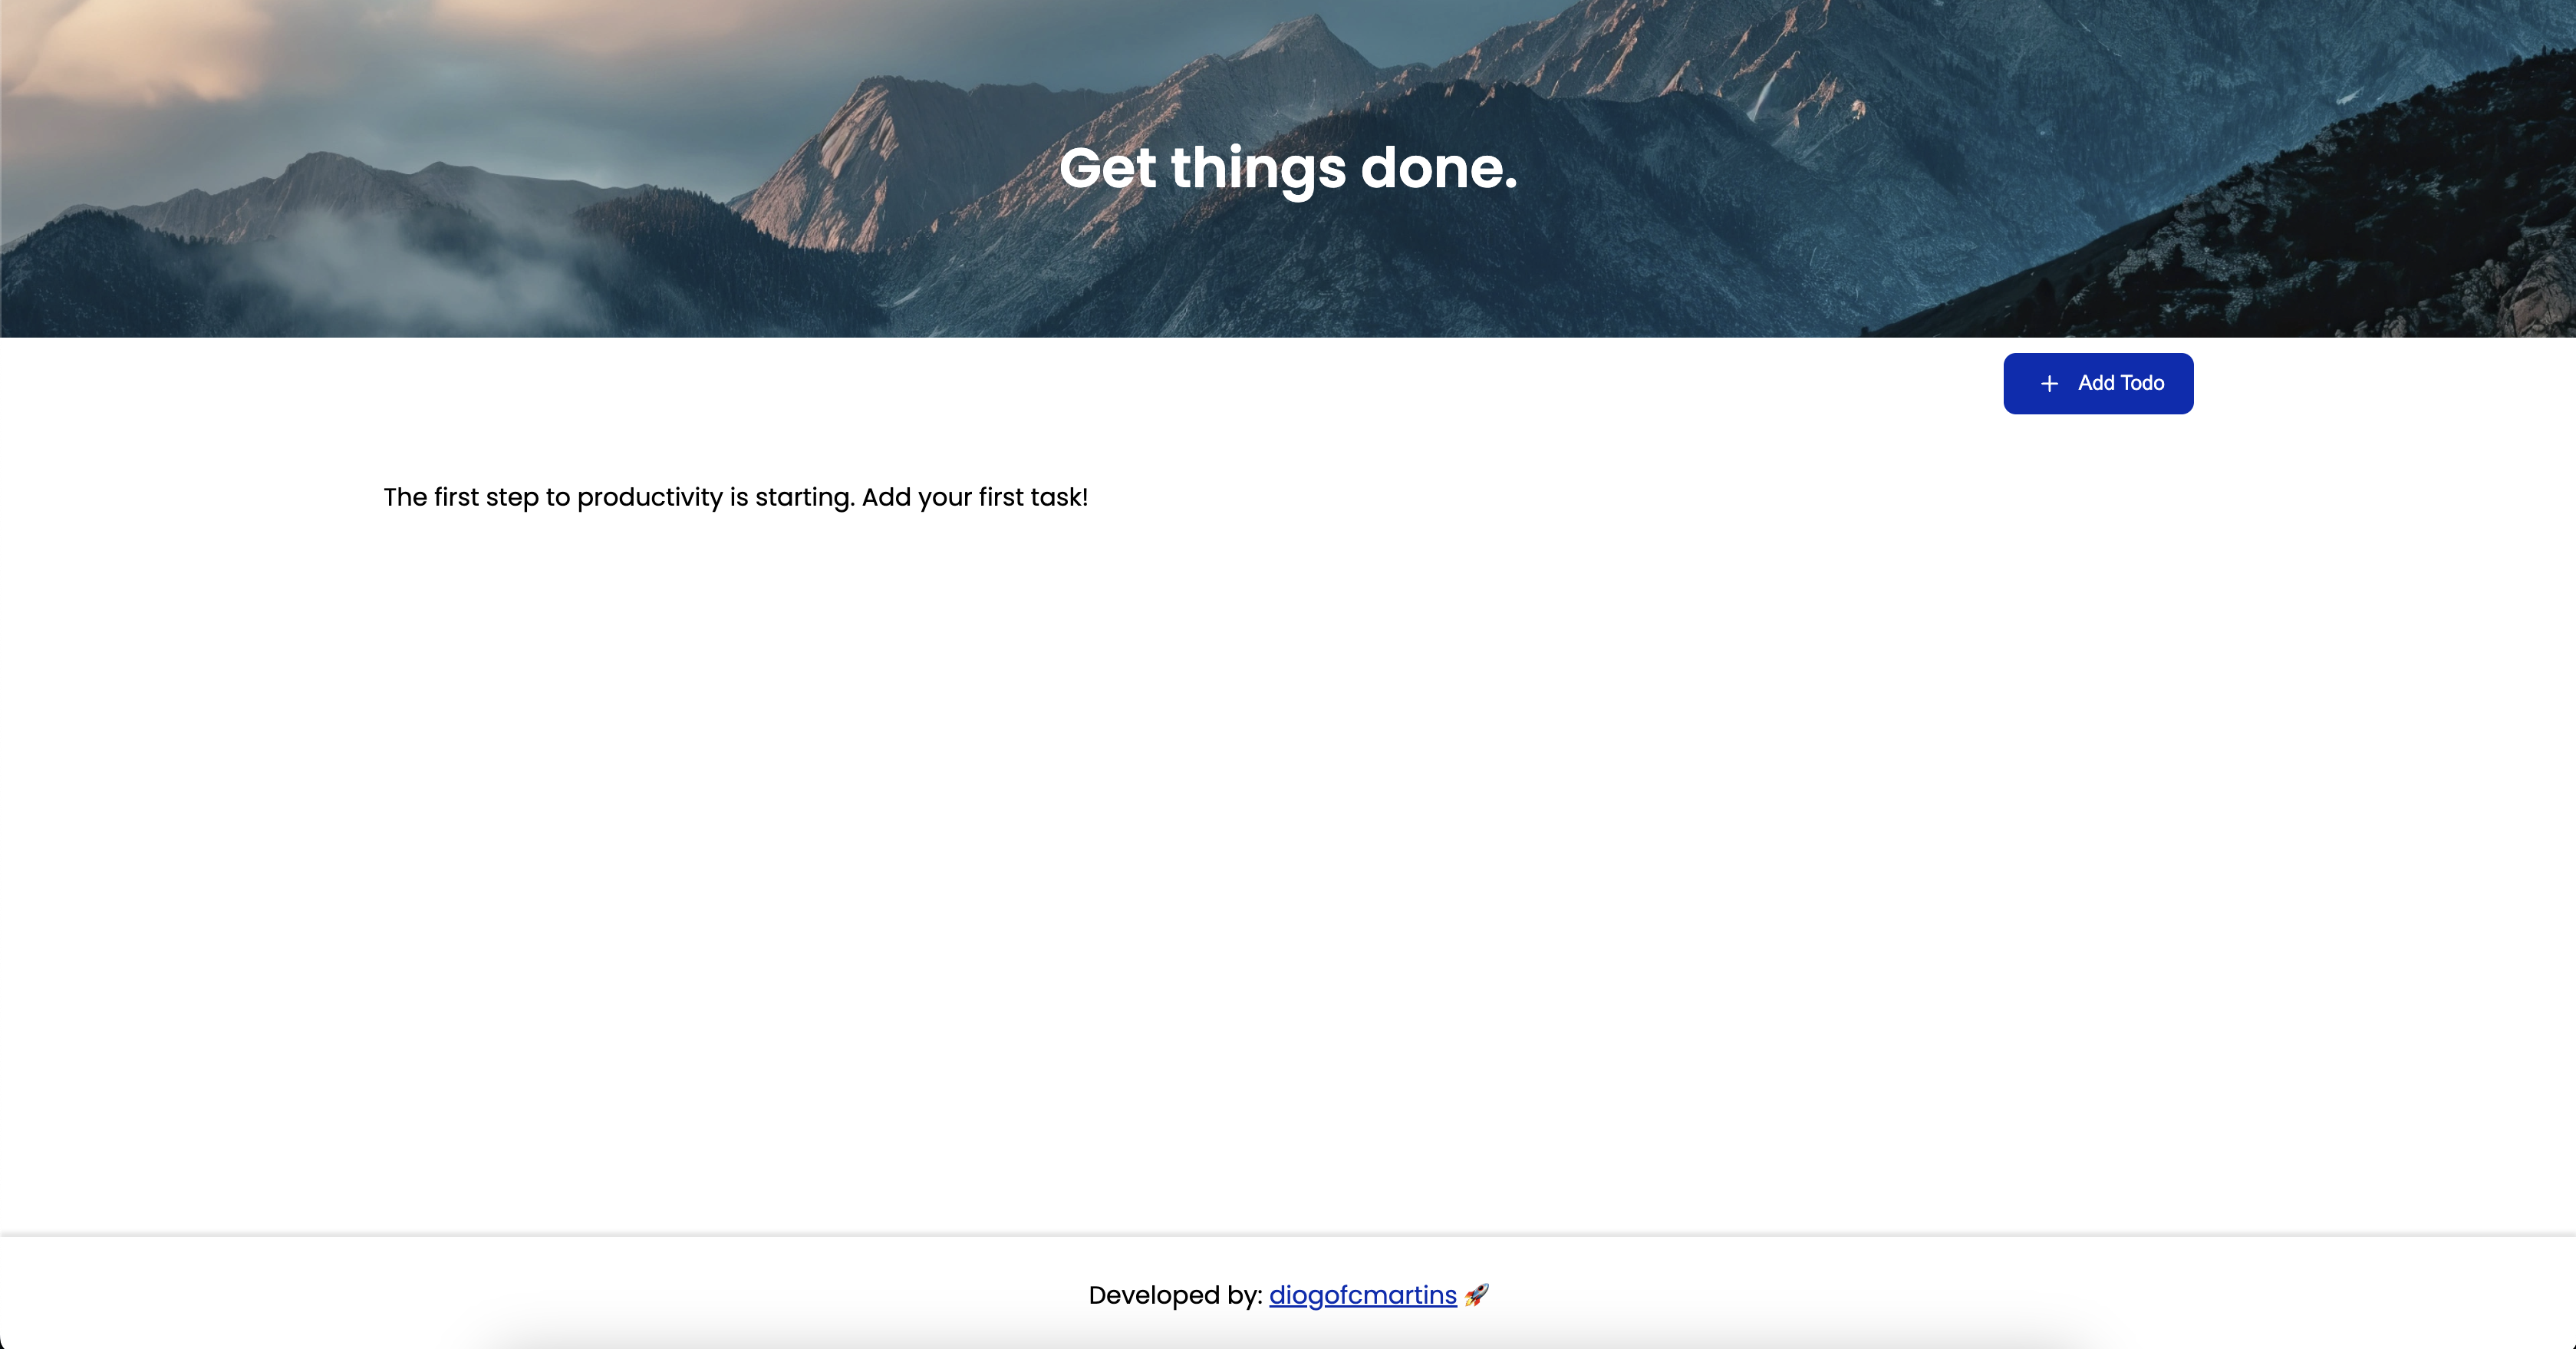 Get things done.
Add Todo
The first step to productivity is starting. Add your first task!
Developed by: diogofcmartins 🚀